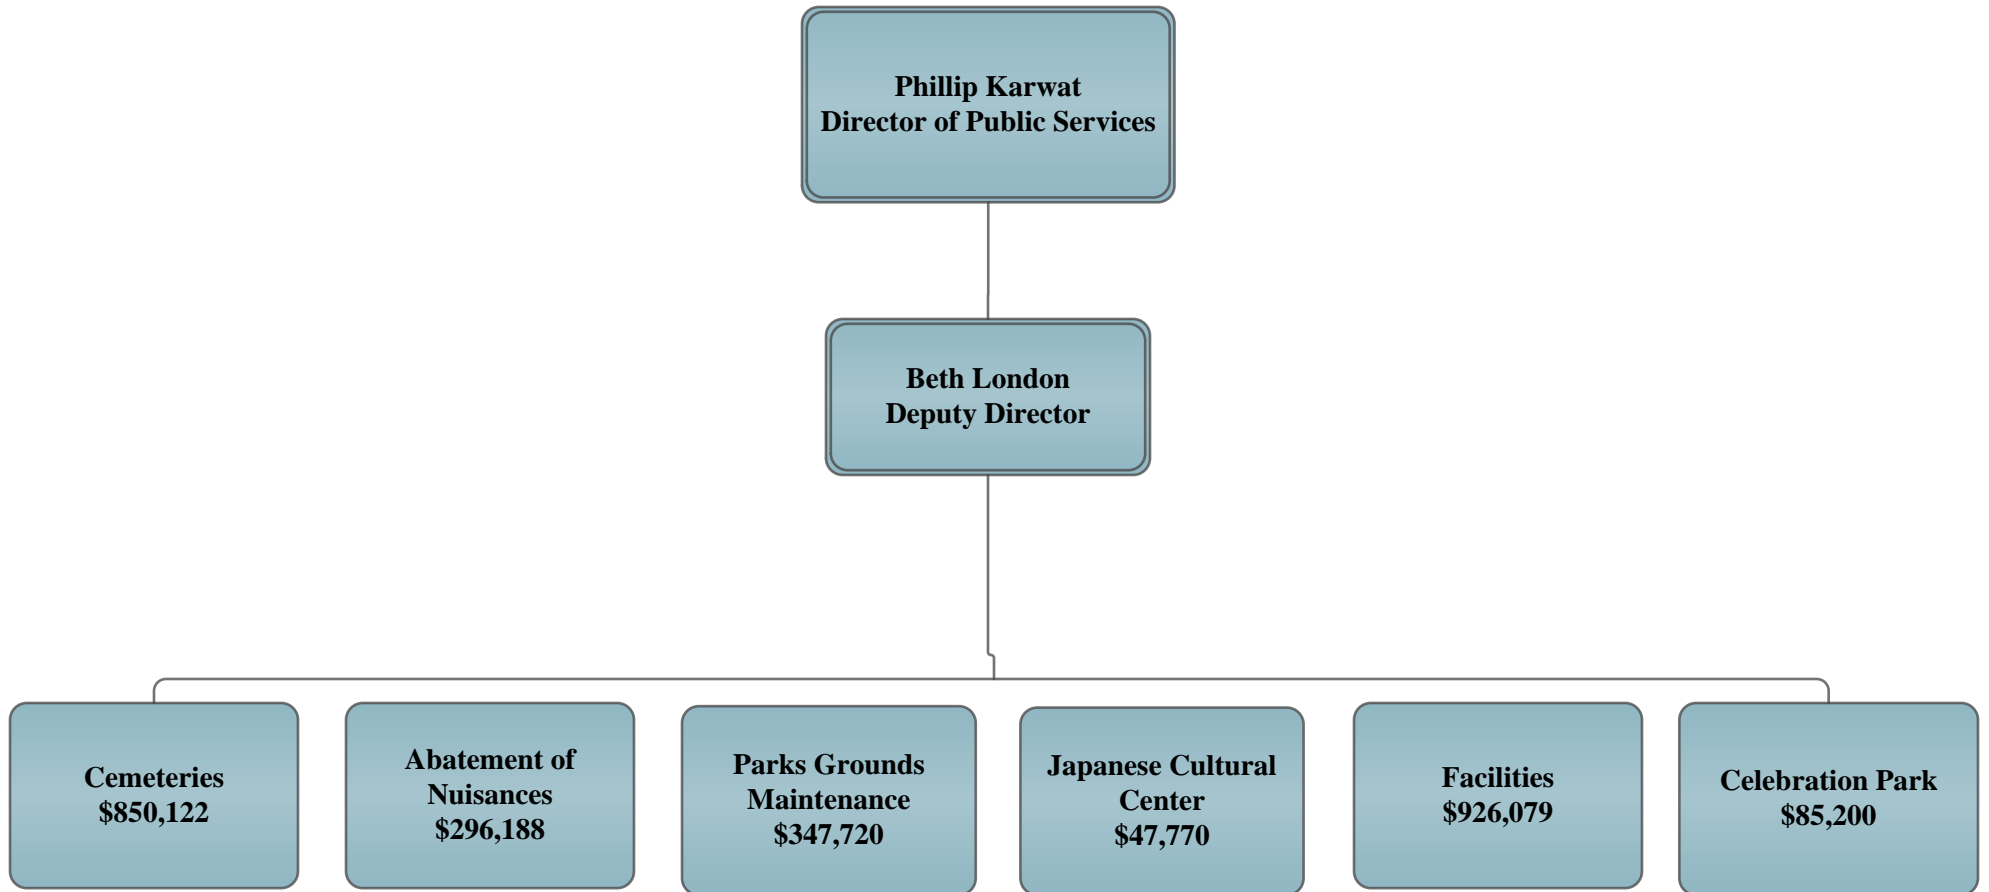 Phillip Karwat
Director of Public Services
Beth London
Deputy Director
Cemeteries
$850,122
Abatement of
Nuisances
$296,188
Parks Grounds
Maintenance
$347,720
Japanese Cultural
Center
$47,770
Facilities
$926,079
Celebration Park
$85,200